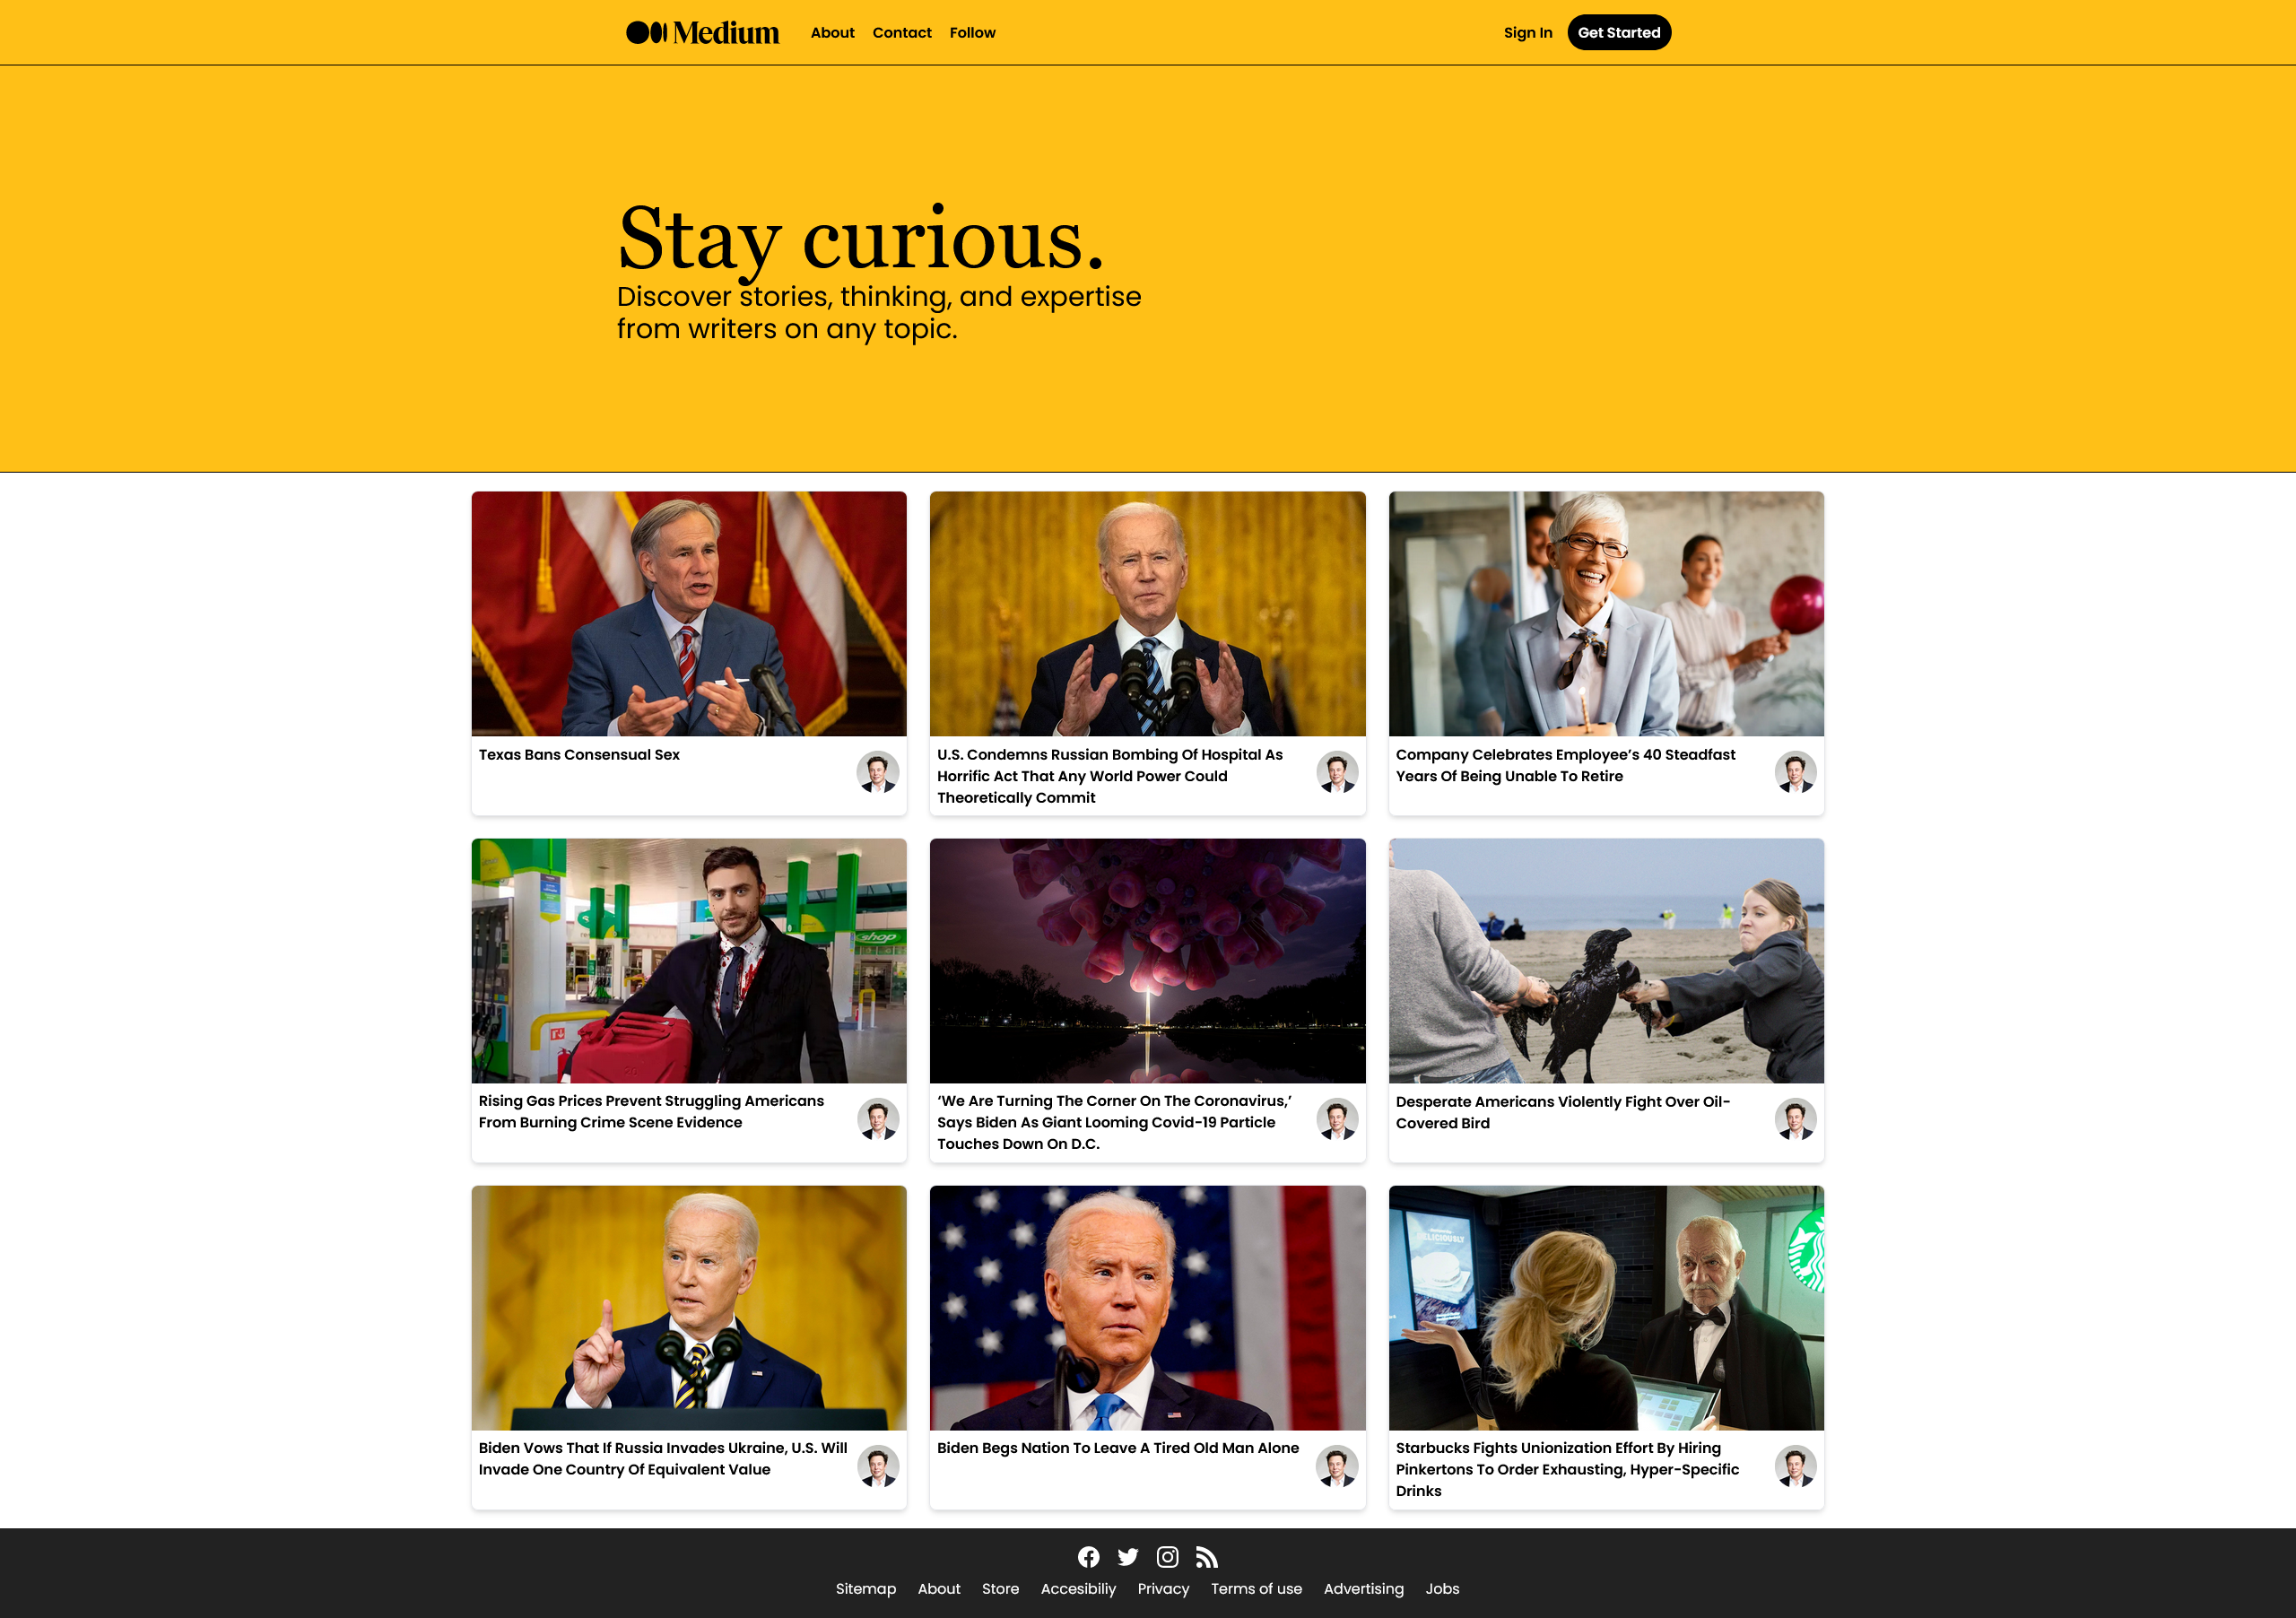 Medium
About
Contact
Follow
Sign In
Get Started
Stay curious.
Discover stories, thinking, and expertise
from writers on any topic.
Texas Bans Consensual Sex
U.S. Condemns Russian Bombing Of Hospital As
Horrific Act That Any World Power Could
Theoretically Commit
Company Celebrates Employee’s 40 Steadfast
Years Of Being Unable To Retire
shop
Rising Gas Prices Prevent Struggling Americans
From Burning Crime Scene Evidence
‘We Are Turning The Corner On The Coronavirus,’
Says Biden As Giant Looming Covid-19 Particle
Touches Down On D.C.
Desperate Americans Violently Fight Over Oil-
Covered Bird
Biden Vows That If Russia Invades Ukraine, U.S. Will
Invade One Country Of Equivalent Value
Biden Begs Nation To Leave A Tired Old Man Alone
DELICIOUSLY
Starbucks Fights Unionization Effort By Hiring
Pinkertons To Order Exhausting, Hyper-Specific
Drinks
Sitemap
About
Store
Accesibiliy
Privacy
Terms of use
Advertising
Jobs